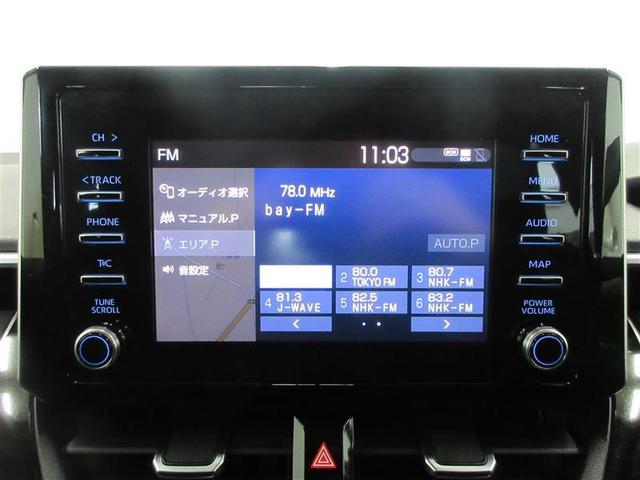 CH >
< TRACK
PHONE
T&C
TUNE
SCROLL
FM
11:03
オーディオ選択
マニュアル.P
エリア.P
音設定
78.0 MHz
bay-FM
AUTO.P
2 80.0
TOKYO FM
3 80.7
NHK-FM
4 81.3
J-WAVE
5 82.5
NHK-FM
6 83.2
NHK-FM
<
>
HOME
MENU
AUDIO
MAP
POWER
VOLUME